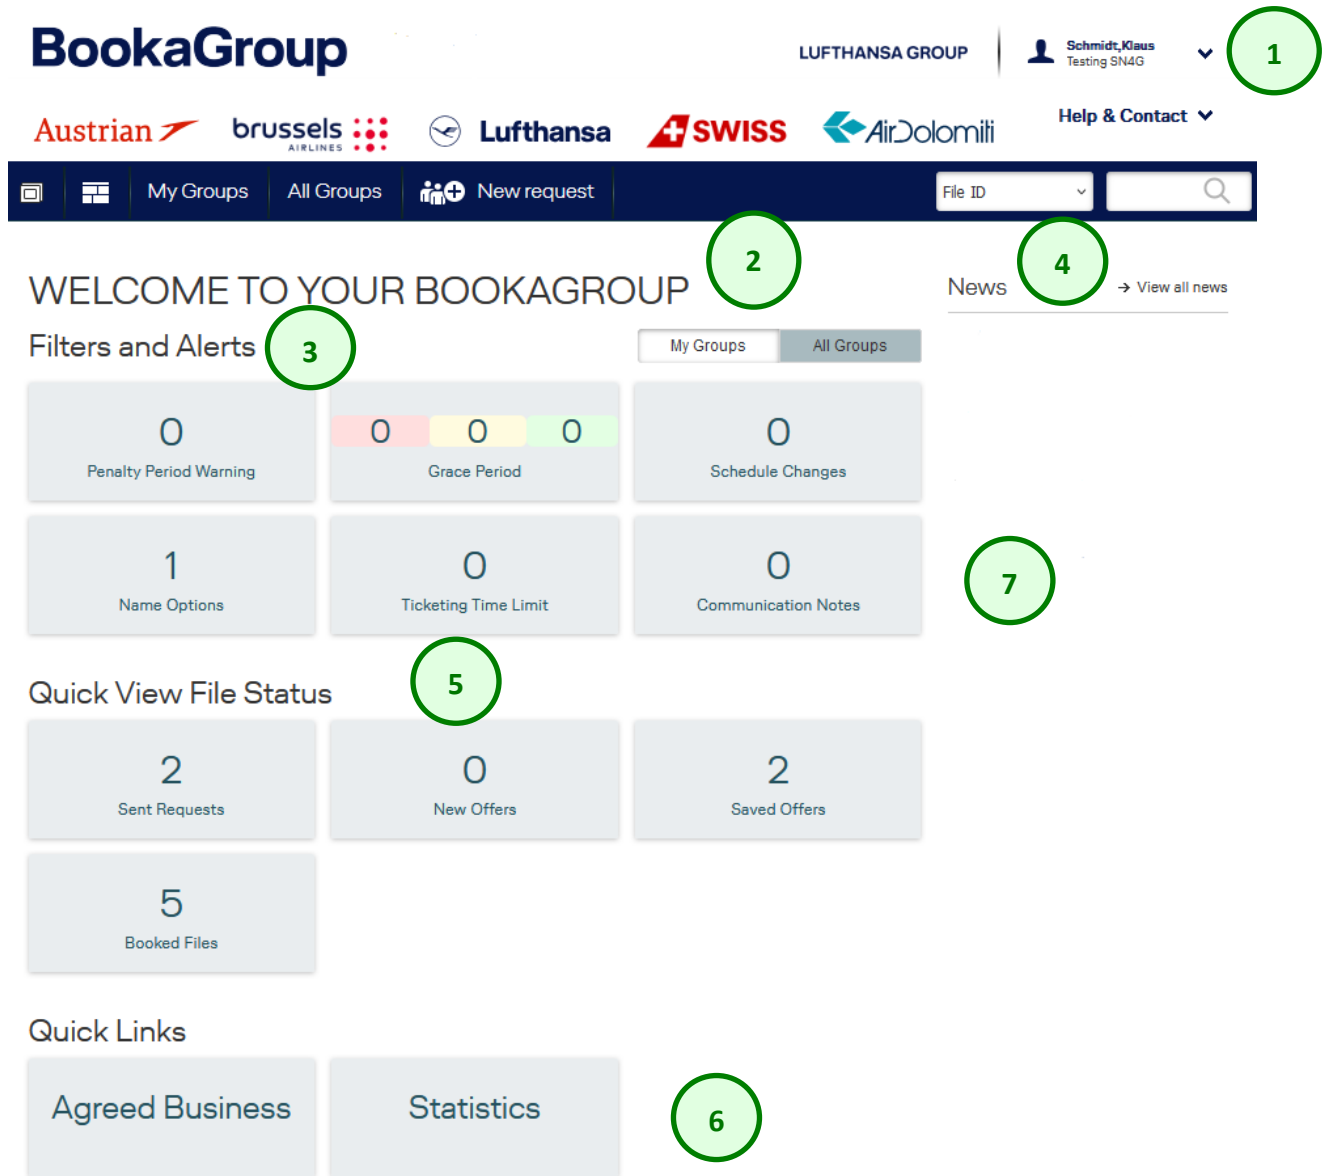 BookaGroup
LUFTHANSA GROUP
Schmidt,Klaus
Testing SN4G
1
Help & Contact
Austrian
brussels
AIRLINES
Lufthansa
SWISS
AirDolomiti
My Groups
All Groups
New request
File ID
2
4
WELCOME TO YOUR BOOKAGROUP
News
→ View all news
Filters and Alerts
3
My Groups
All Groups
0
Penalty Period Warning
0 0 0
Grace Period
0
Schedule Changes
1
Name Options
0
Ticketing Time Limit
0
Communication Notes
7
5
Quick View File Status
2
Sent Requests
0
New Offers
2
Saved Offers
5
Booked Files
Quick Links
Agreed Business
Statistics
6